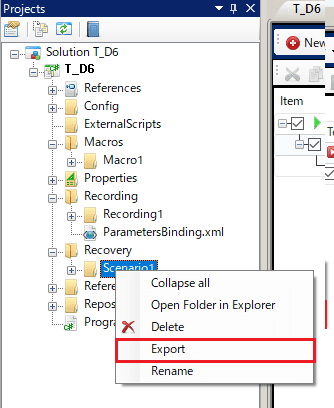 Projects
T_D6
Solution T_D6
T_D6
References
Config
ExternalScripts
Macros
Macro1
Properties
Recording
Recording1
ParametersBinding.xml
Recovery
Scenario1
Refere
Repos
Progra
Collapse all
Open Folder in Explorer
Delete
Export
Rename
New
Item